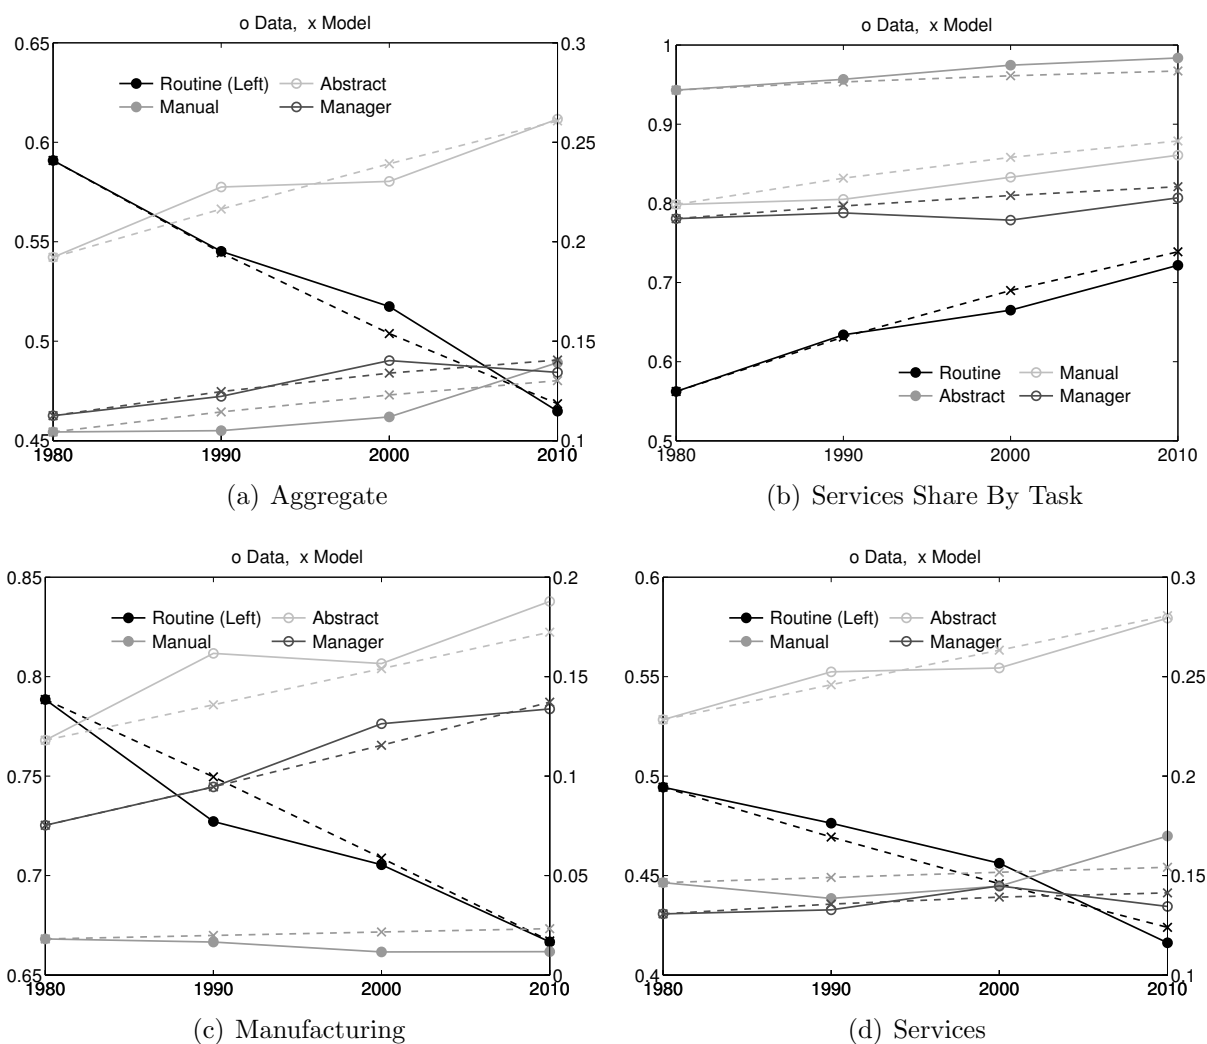 o Data, x Model
0.65
0.6
0.55
0.5
0.45
0.3
0.25
0.2
0.15
0.1
Routine (Left)
Manual
Abstract
Manager
1980
1990
2000
2010
(a) Aggregate
o Data, x Model
1
0.9
0.8
0.7
0.6
0.5
Routine
Abstract
Manual
Manager
1980
1990
2000
2010
(b) Services Share By Task
o Data, x Model
0.85
0.8
0.75
0.7
0.65
0.2
0.15
0.1
0.05
0
Routine (Left)
Manual
Abstract
Manager
1980
1990
2000
2010
(c) Manufacturing
o Data, x Model
0.6
0.55
0.5
0.45
0.4
0.3
0.25
0.2
0.15
0.1
Routine (Left)
Manual
Abstract
Manager
1980
1990
2000
2010
(d) Services